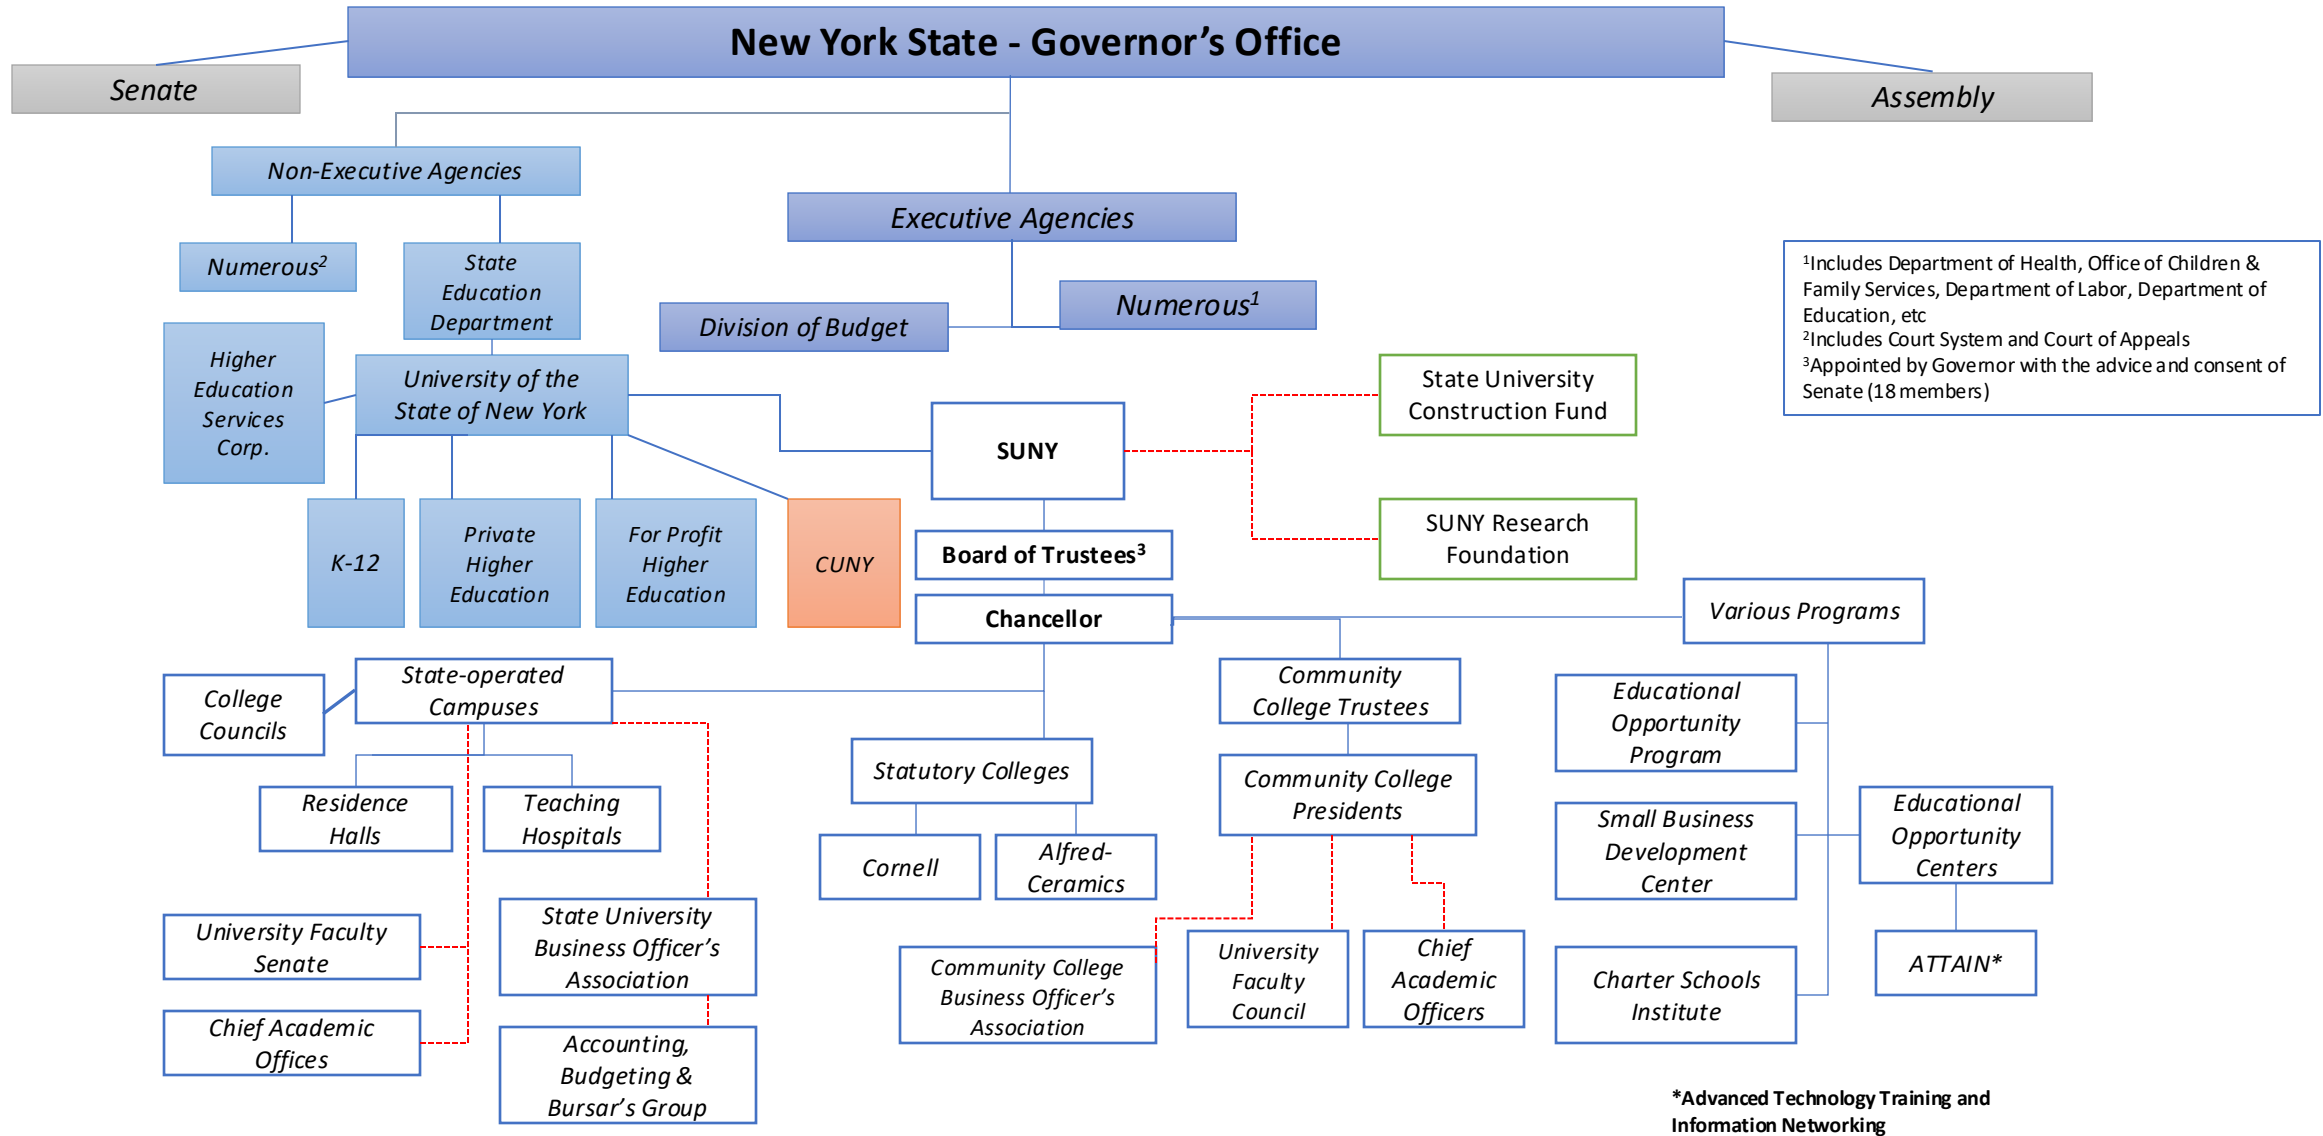 New York State - Governor’s Office
Senate
Assembly
Non-Executive Agencies
Executive Agencies
Numerous²
State
Education
Department
Division of Budget
Numerous¹
¹Includes Department of Health, Office of Children &
Family Services, Department of Labor, Department of
Education, etc
²Includes Court System and Court of Appeals
³Appointed by Governor with the advice and consent of
Senate (18 members)
Higher
Education
Services
Corp.
University of the
State of New York
SUNY
State University
Construction Fund
SUNY Research
Foundation
K-12
Private
Higher
Education
For Profit
Higher
Education
CUNY
Board of Trustees³
Chancellor
Various Programs
College
Councils
State-operated
Campuses
Community
College Trustees
Educational
Opportunity
Program
Residence
Halls
Teaching
Hospitals
Statutory Colleges
Community College
Presidents
Small Business
Development
Center
Educational
Opportunity
Centers
Cornell
Alfred-
Ceramics
University Faculty
Senate
State University
Business Officer’s
Association
Community College
Business Officer’s
Association
University
Faculty
Council
Chief
Academic
Officers
Charter Schools
Institute
ATTAIN*
Chief Academic
Offices
Accounting,
Budgeting &
Bursar’s Group
*Advanced Technology Training and
Information Networking